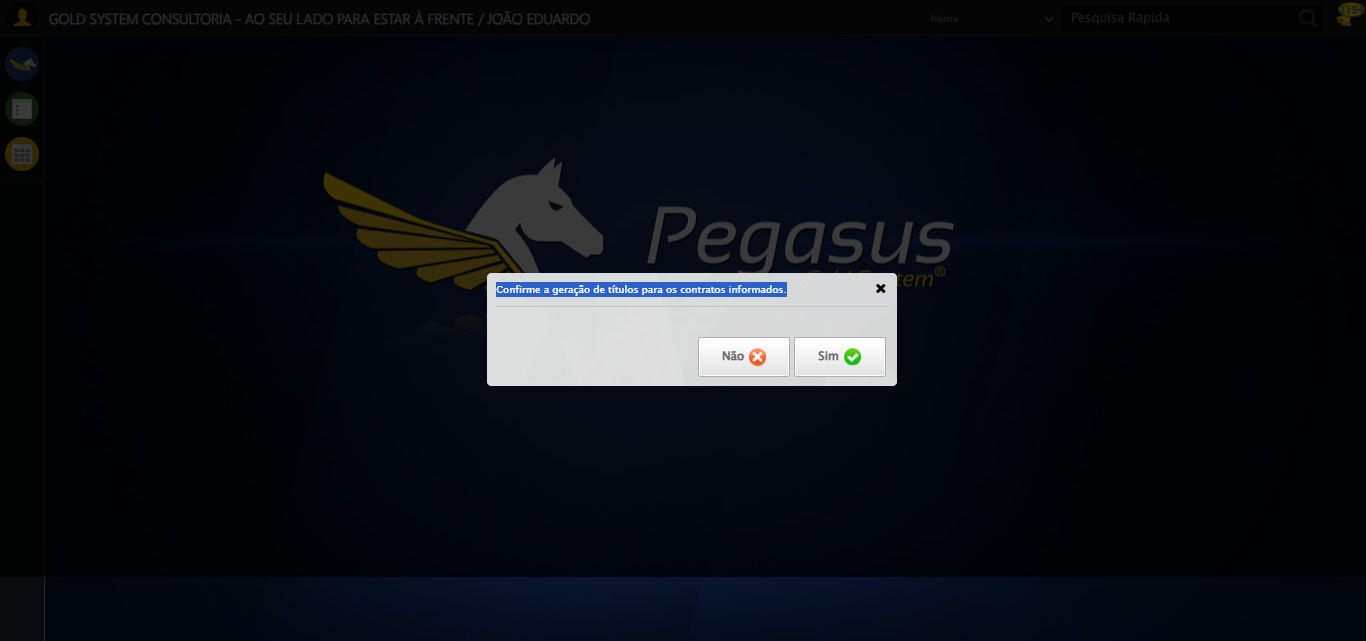 GOLD SYSTEM CONSULTORIA - AO SEU LADO PARA ESTAR À FRENTE / JOÃO EDUARDO
Nome
Pesquisa Rapida
Pegasus
Confirme a geração de títulos para os contratos informados.
Não
Sim